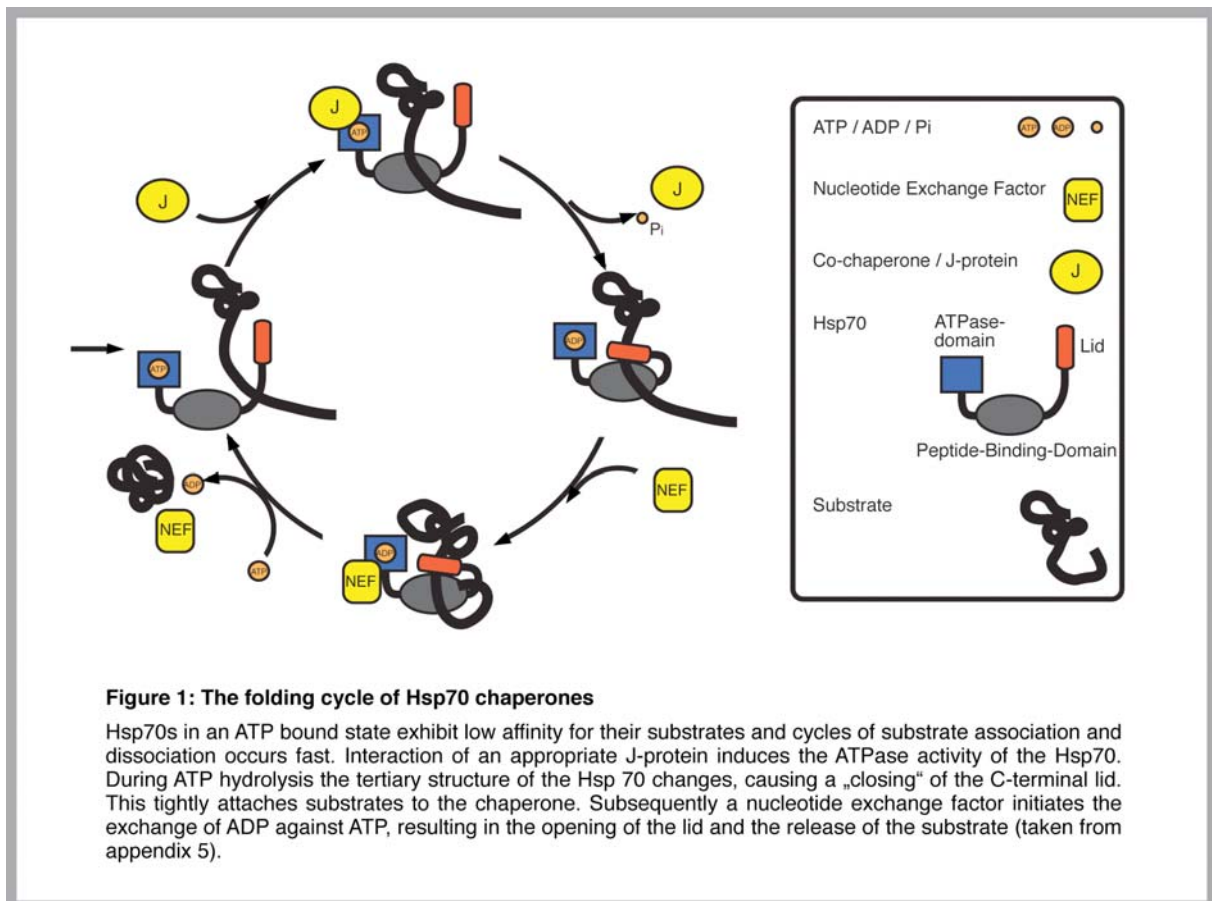 J
ATP
J
J
Pi
ATP
ADP
ADP
NEF
ATP
NEF
ADP
NEF
ATP / ADP / Pi
ATP
ADP
Nucleotide Exchange Factor
NEF
Co-chaperone / J-protein
J
Hsp70
ATPase-
domain
Lid
Peptide-Binding-Domain
Substrate
Figure 1: The folding cycle of Hsp70 chaperones
Hsp70s in an ATP bound state exhibit low affinity for their substrates and cycles of substrate association and
dissociation occurs fast. Interaction of an appropriate J-protein induces the ATPase activity of the Hsp70.
During ATP hydrolysis the tertiary structure of the Hsp 70 changes, causing a „closing“ of the C-terminal lid.
This tightly attaches substrates to the chaperone. Subsequently a nucleotide exchange factor initiates the
exchange of ADP against ATP, resulting in the opening of the lid and the release of the substrate (taken from
appendix 5).